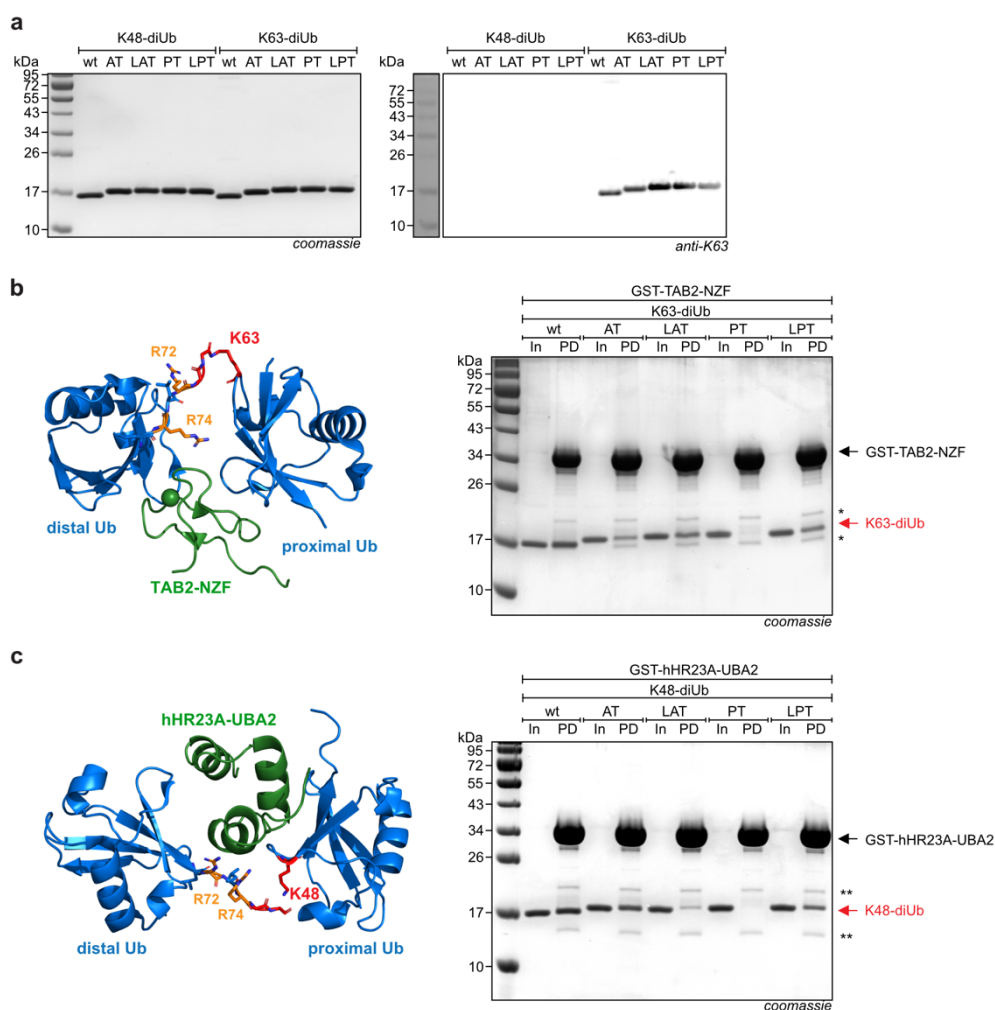 a
K48-diUb K63-diUb
kDa wt AT LAT PT LPT wt AT LAT PT LPT
95
72
55
43
34
26
17
10
coomassie
K48-diUb K63-diUb
kDa wt AT LAT PT LPT wt AT LAT PT LPT
72
55
43
34
26
17
10
anti-K63
b
K63
R72
R74
distal Ub
proximal Ub
TAB2-NZF
GST-TAB2-NZF
K63-diUb
wt AT LAT PT LPT
In PD In PD In PD In PD In PD
kDa
95
72
55
43
34
26
17
10
GST-TAB2-NZF
*
K63-diUb
*
coomassie
c
hHR23A-UBA2
K48
R72
R74
distal Ub
proximal Ub
GST-hHR23A-UBA2
K48-diUb
wt AT LAT PT LPT
In PD In PD In PD In PD In PD
kDa
95
72
55
43
34
26
17
10
GST-hHR23A-UBA2
**
K48-diUb
**
coomassie